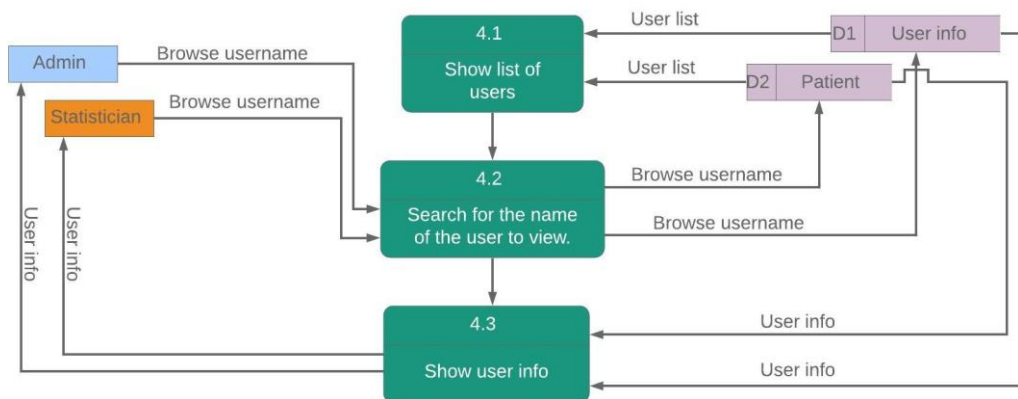 User list
4.1
D1 User info
Browse username
Admin
Show list of
users
User list
D2 Patient
Browse username
Statistician
4.2
Browse username
Search for the name
of the user to view.
Browse username
User info
User info
4.3
User info
Show user info
User info